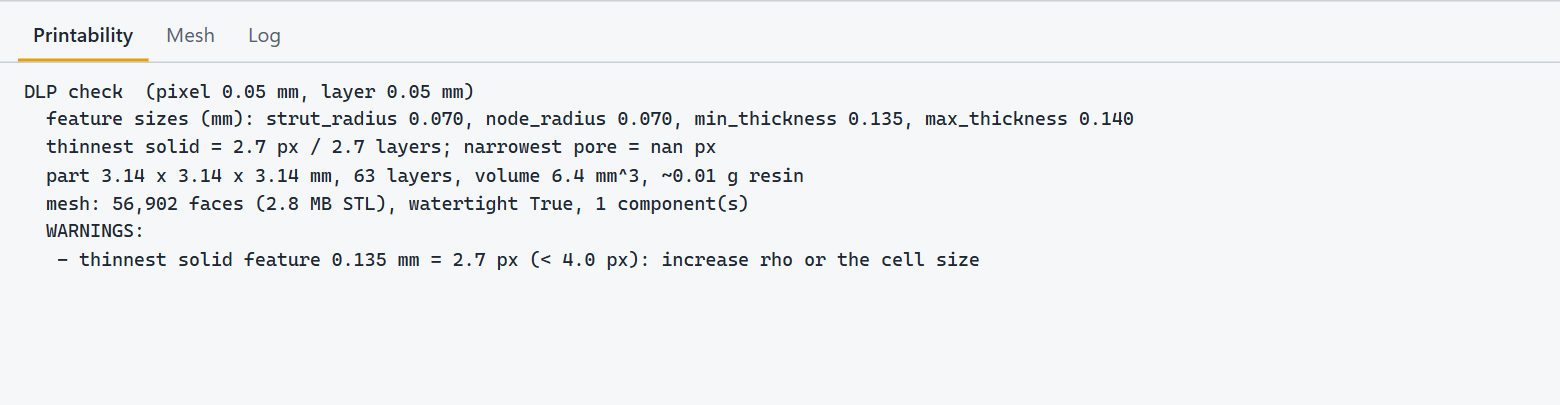 Printability Mesh Log
DLP check (pixel 0.05 mm, layer 0.05 mm)
feature sizes (mm): strut_radius 0.070, node_radius 0.070, min_thickness 0.135, max_thickness 0.140
thinnest solid = 2.7 px / 2.7 layers; narrowest pore = nan px
part 3.14 x 3.14 x 3.14 mm, 63 layers, volume 6.4 mm^3, ~0.01 g resin
mesh: 56,902 faces (2.8 MB STL), watertight True, 1 component(s)
WARNINGS:
- thinnest solid feature 0.135 mm = 2.7 px (< 4.0 px): increase rho or the cell size